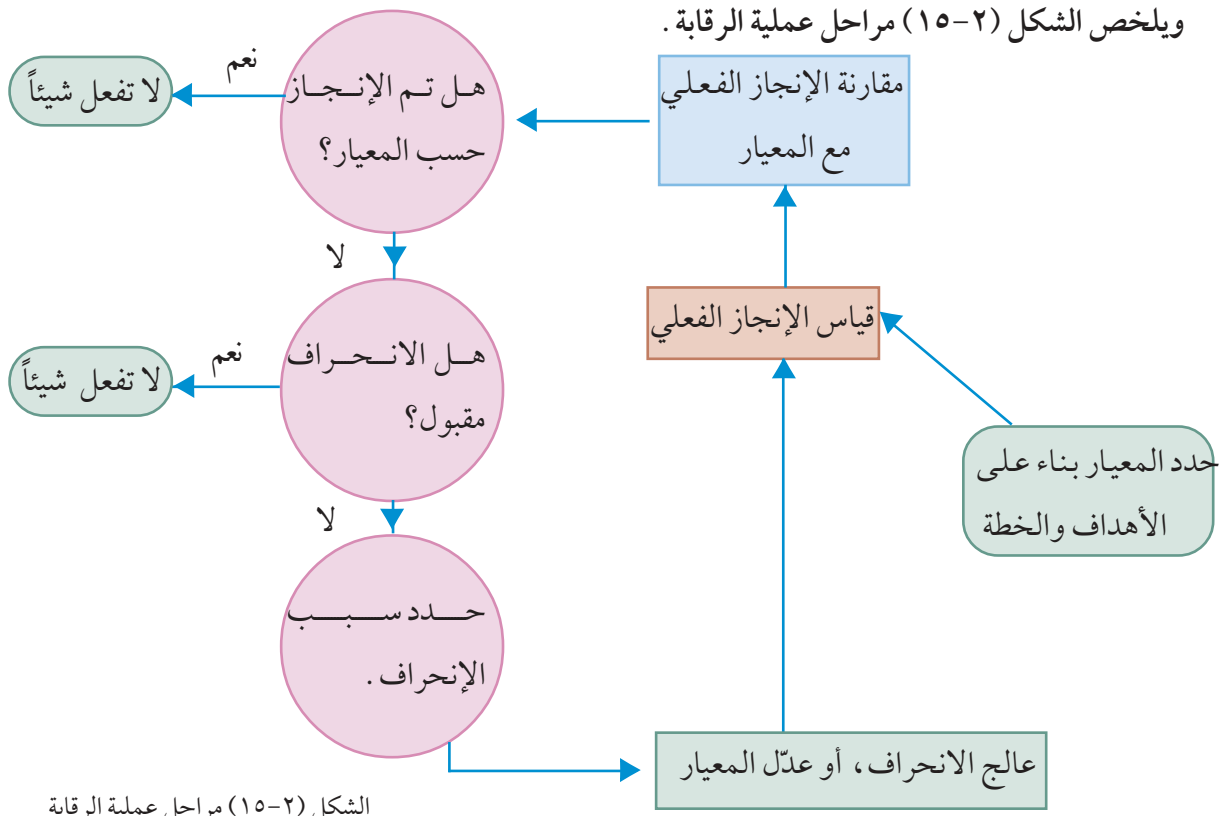 ويلخص الشكل (٢-١٥) مراحل عملية الرقابة.
مقارنة الإنجاز الفعلي
مع المعيار
هل تم الإنجاز
حسب المعيار؟
نعم
لا تفعل شيئاً
لا
قياس الإنجاز الفعلي
هل الانحراف
مقبول؟
نعم
لا تفعل شيئاً
حدد المعيار بناء على
الأهداف والخطة
لا
حدد سبب
الإنحراف.
عالج الانحراف، أو عدّل المعيار
الشكل (٢-١٥) مراحل عملية الرقابة